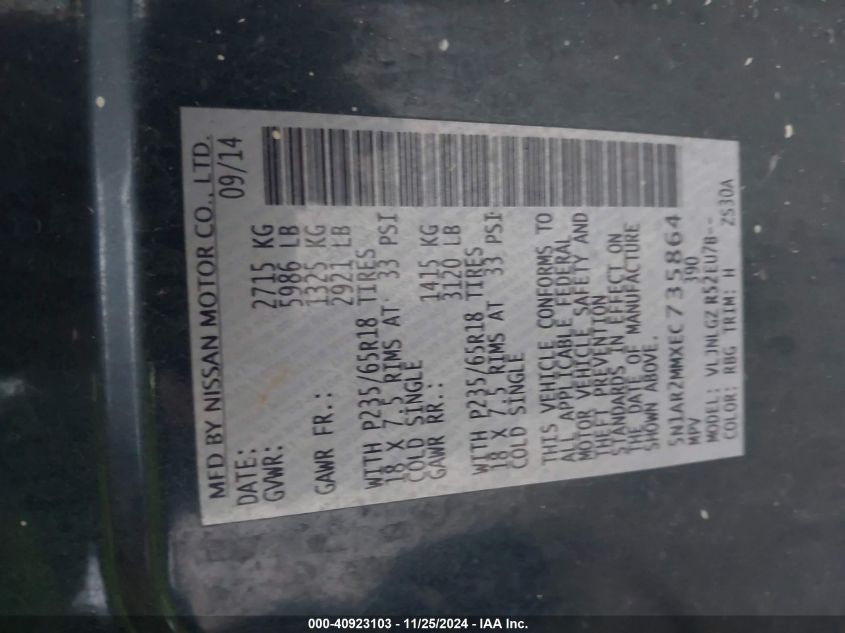 MFD BY NISSAN MOTOR CO., LTD.
DATE: 09/14
GVWR: 2715 KG
5986 LB
GAWR FR.: 1325 KG
2921 LB
WITH P235/65R18 TIRES
18 X 7.5 RIMS AT 33 PSI
COLD SINGLE
GAWR RR.: 1415 KG
3120 LB
WITH P235/65R18 TIRES
18 X 7.5 RIMS AT 33 PSI
COLD SINGLE
THIS VEHICLE CONFORMS TO
ALL APPLICABLE FEDERAL
MOTOR VEHICLE SAFETY AND
THEFT PREVENTION
STANDARDS IN EFFECT ON
THE DATE OF MANUFACTURE
SHOWN ABOVE.
5N1AR2MMXEC735864
MPV 390
MODEL: VLJNLGZ R52EU7B--
COLOR: RBG TRIM: H ZS30A
000-40923103 - 11/25/2024 - IAA Inc.